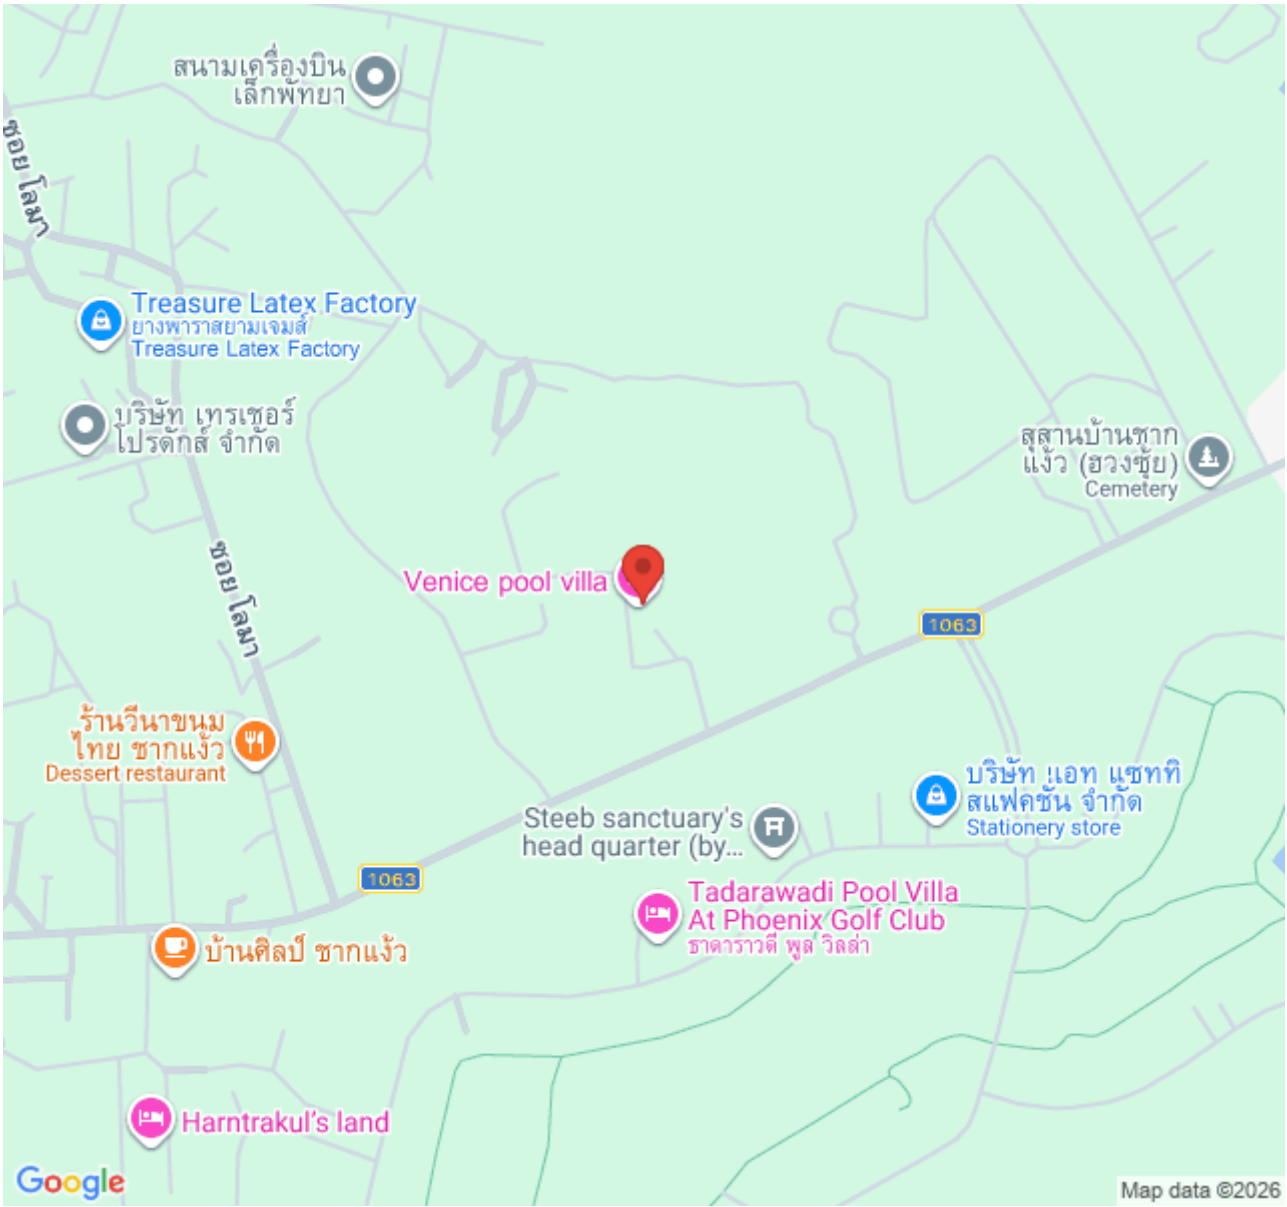 สนามเครื่องบิน
เล็กพัทยา
ซอย โลมา
Treasure Latex Factory
ยางพาราสยามเจมส์
Treasure Latex Factory
บริษัท เทรเชอร์
โปรดักส์ จำกัด
สุสานบ้านซาก
แง้ว (ฮวงซุ้ย)
Cemetery
ซอย โลมา
Venice pool villa
1063
ร้านวีนาขนม
ไทย ซากแง้ว
Dessert restaurant
บริษัท แอท แซททิ
สแฟคชั่น จำกัด
Stationery store
Steeb sanctuary's
head quarter (by...
1063
Tadarawadi Pool Villa
At Phoenix Golf Club
ธาดาราวดี พูล วิลล่า
บ้านศิลป์ ซากแง้ว
Harntrakul's land
Google
Map data ©2026